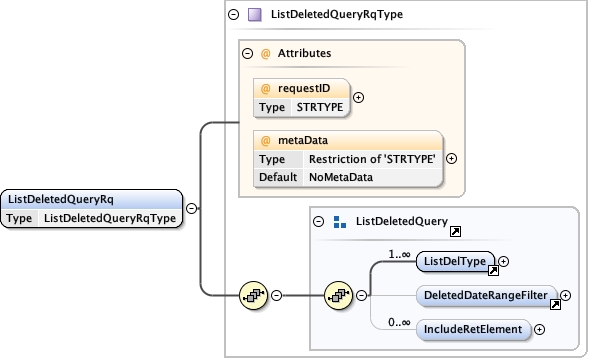 ListDeletedQueryRqType
@ Attributes
@ requestID
Type STRTYPE
@ metaData
Type Restriction of 'STRTYPE'
Default NoMetaData
ListDeletedQueryRq
Type ListDeletedQueryRqType
ListDeletedQuery
1..∞ ListDelType
DeletedDateRangeFilter
0..∞ IncludeRetElement